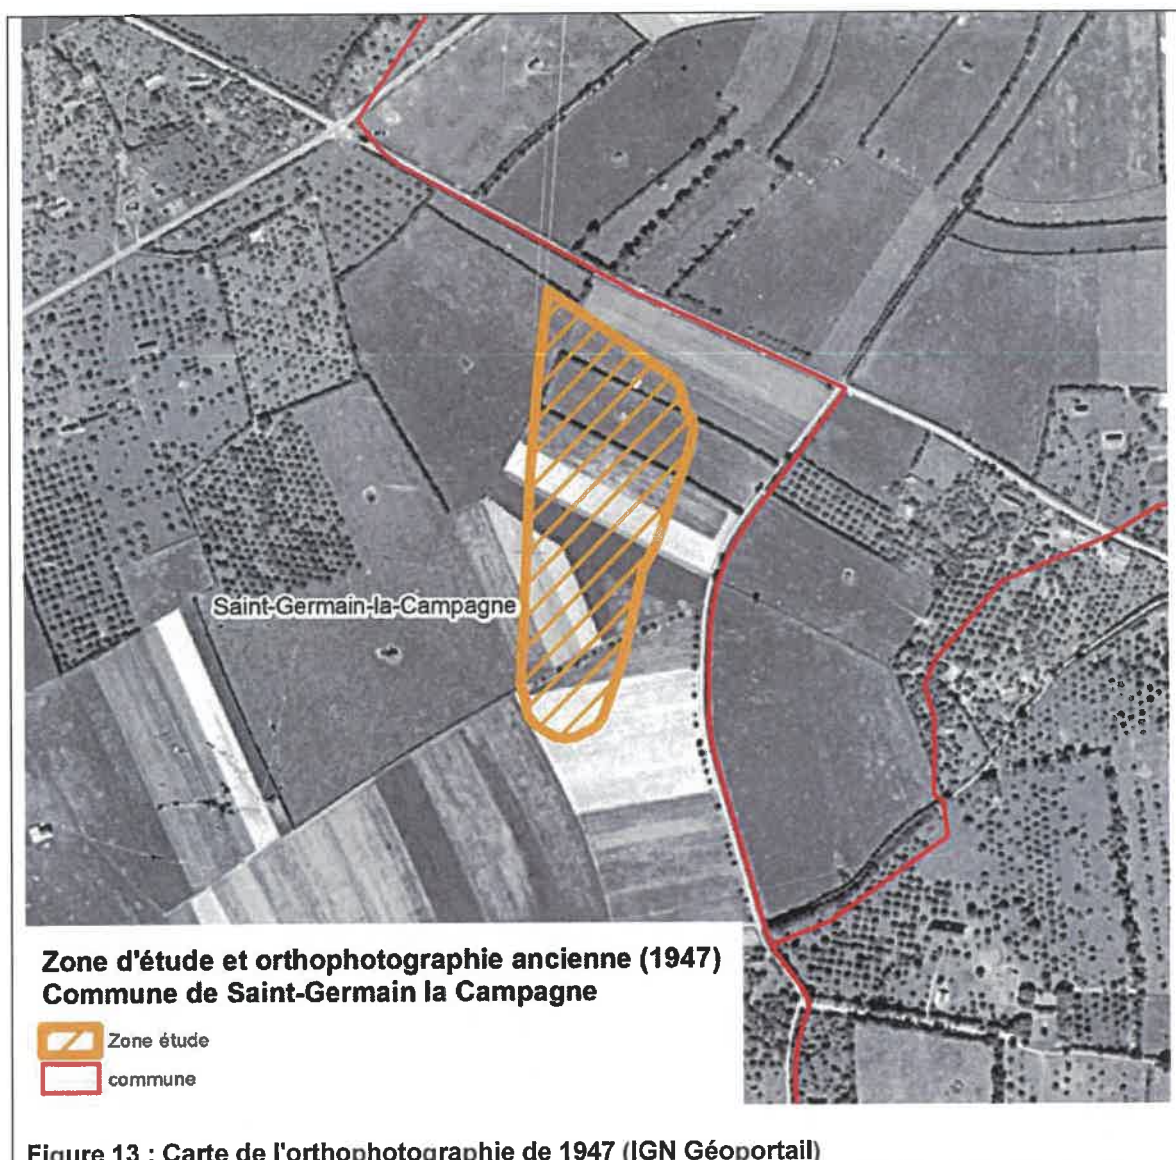 Saint-Germain-la-Campagne
Zone d'étude et orthophotographie ancienne (1947)
Commune de Saint-Germain la Campagne
Zone étude
commune
Figure 13 : Carte de l'orthophotographie de 1947 (IGN Géoportail)